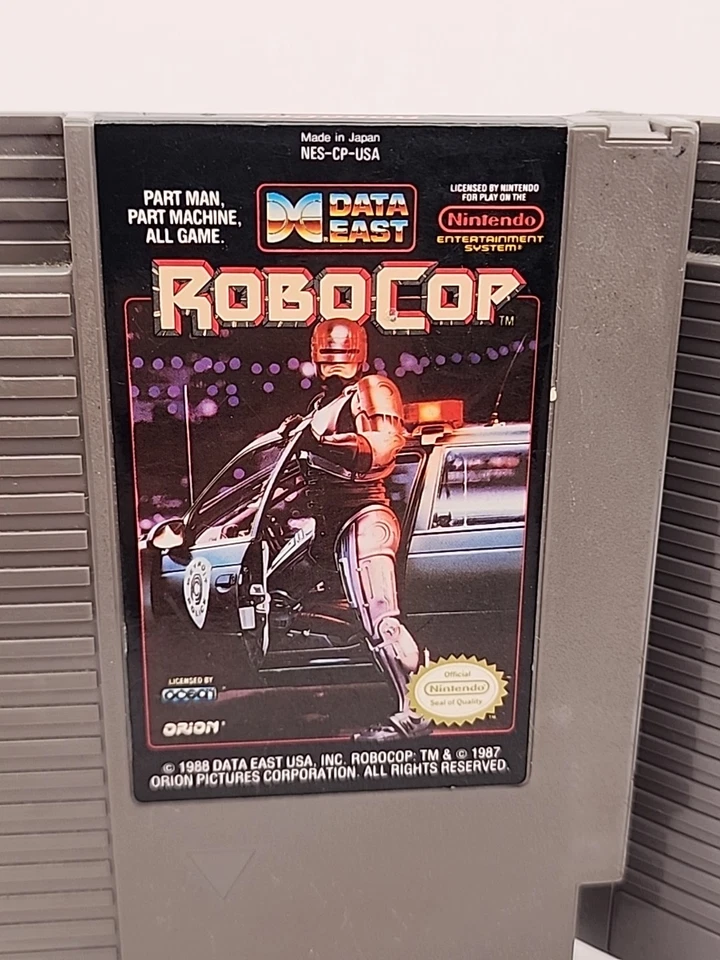 Made in Japan
NES-CP-USA
PART MAN,
PART MACHINE,
ALL GAME.
DATA
EAST
LICENSED BY NINTENDO
FOR PLAY ON THE
Nintendo
ENTERTAINMENT
SYSTEM®
ROBOCOP
TM
LICENSED BY
ocean
ORION®
Official
Nintendo
Seal of Quality
TM
© 1988 DATA EAST USA, INC. ROBOCOP: TM & © 1987
ORION PICTURES CORPORATION. ALL RIGHTS RESERVED.